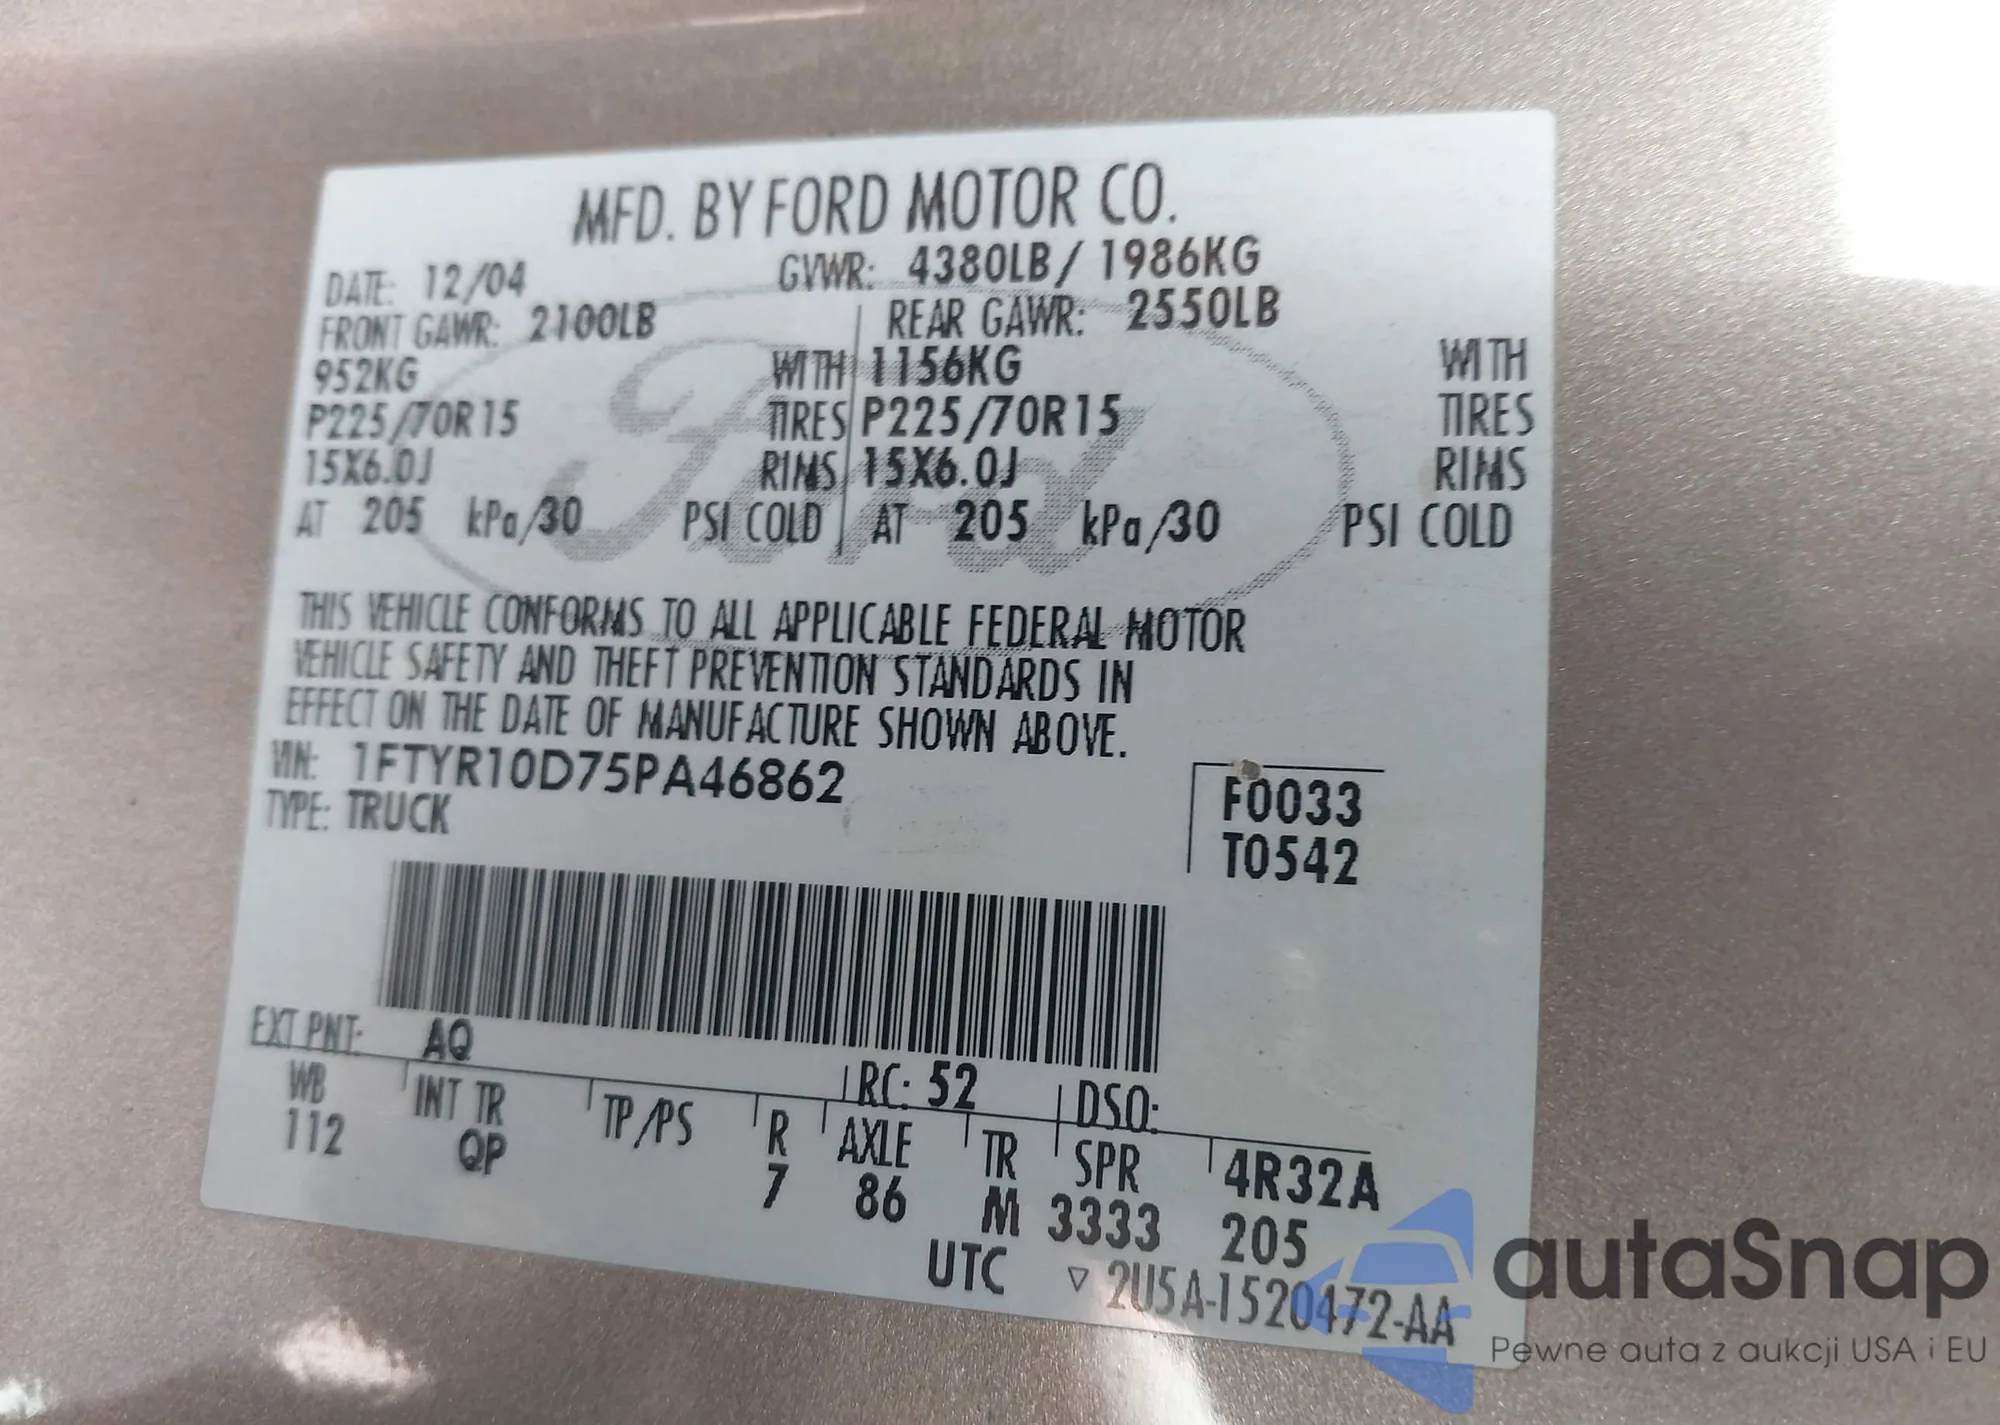 MFD. BY FORD MOTOR CO.
DATE: 12/04 GVWR: 4380LB/ 1986KG
FRONT GAWR: 2100LB REAR GAWR: 2550LB
952KG WITH 1156KG WITH
P225/70R15 TIRES P225/70R15 TIRES
15X6.0J RIMS 15X6.0J RIMS
AT 205 kPa/30 PSI COLD AT 205 kPa/30 PSI COLD
Ford
THIS VEHICLE CONFORMS TO ALL APPLICABLE FEDERAL MOTOR
VEHICLE SAFETY AND THEFT PREVENTION STANDARDS IN
EFFECT ON THE DATE OF MANUFACTURE SHOWN ABOVE.
VIN: 1FTYR10D75PA46862
TYPE: TRUCK
F0033
T0542
EXT PNT: AQ RC: 52 DSO:
WB INT TR TP/PS R AXLE TR SPR 4R32A
112 QP 7 86 M 3333 205
UTC ▽ 2U5A-1520472-AA
autaSnap
Pewne auta z aukcji USA i EU